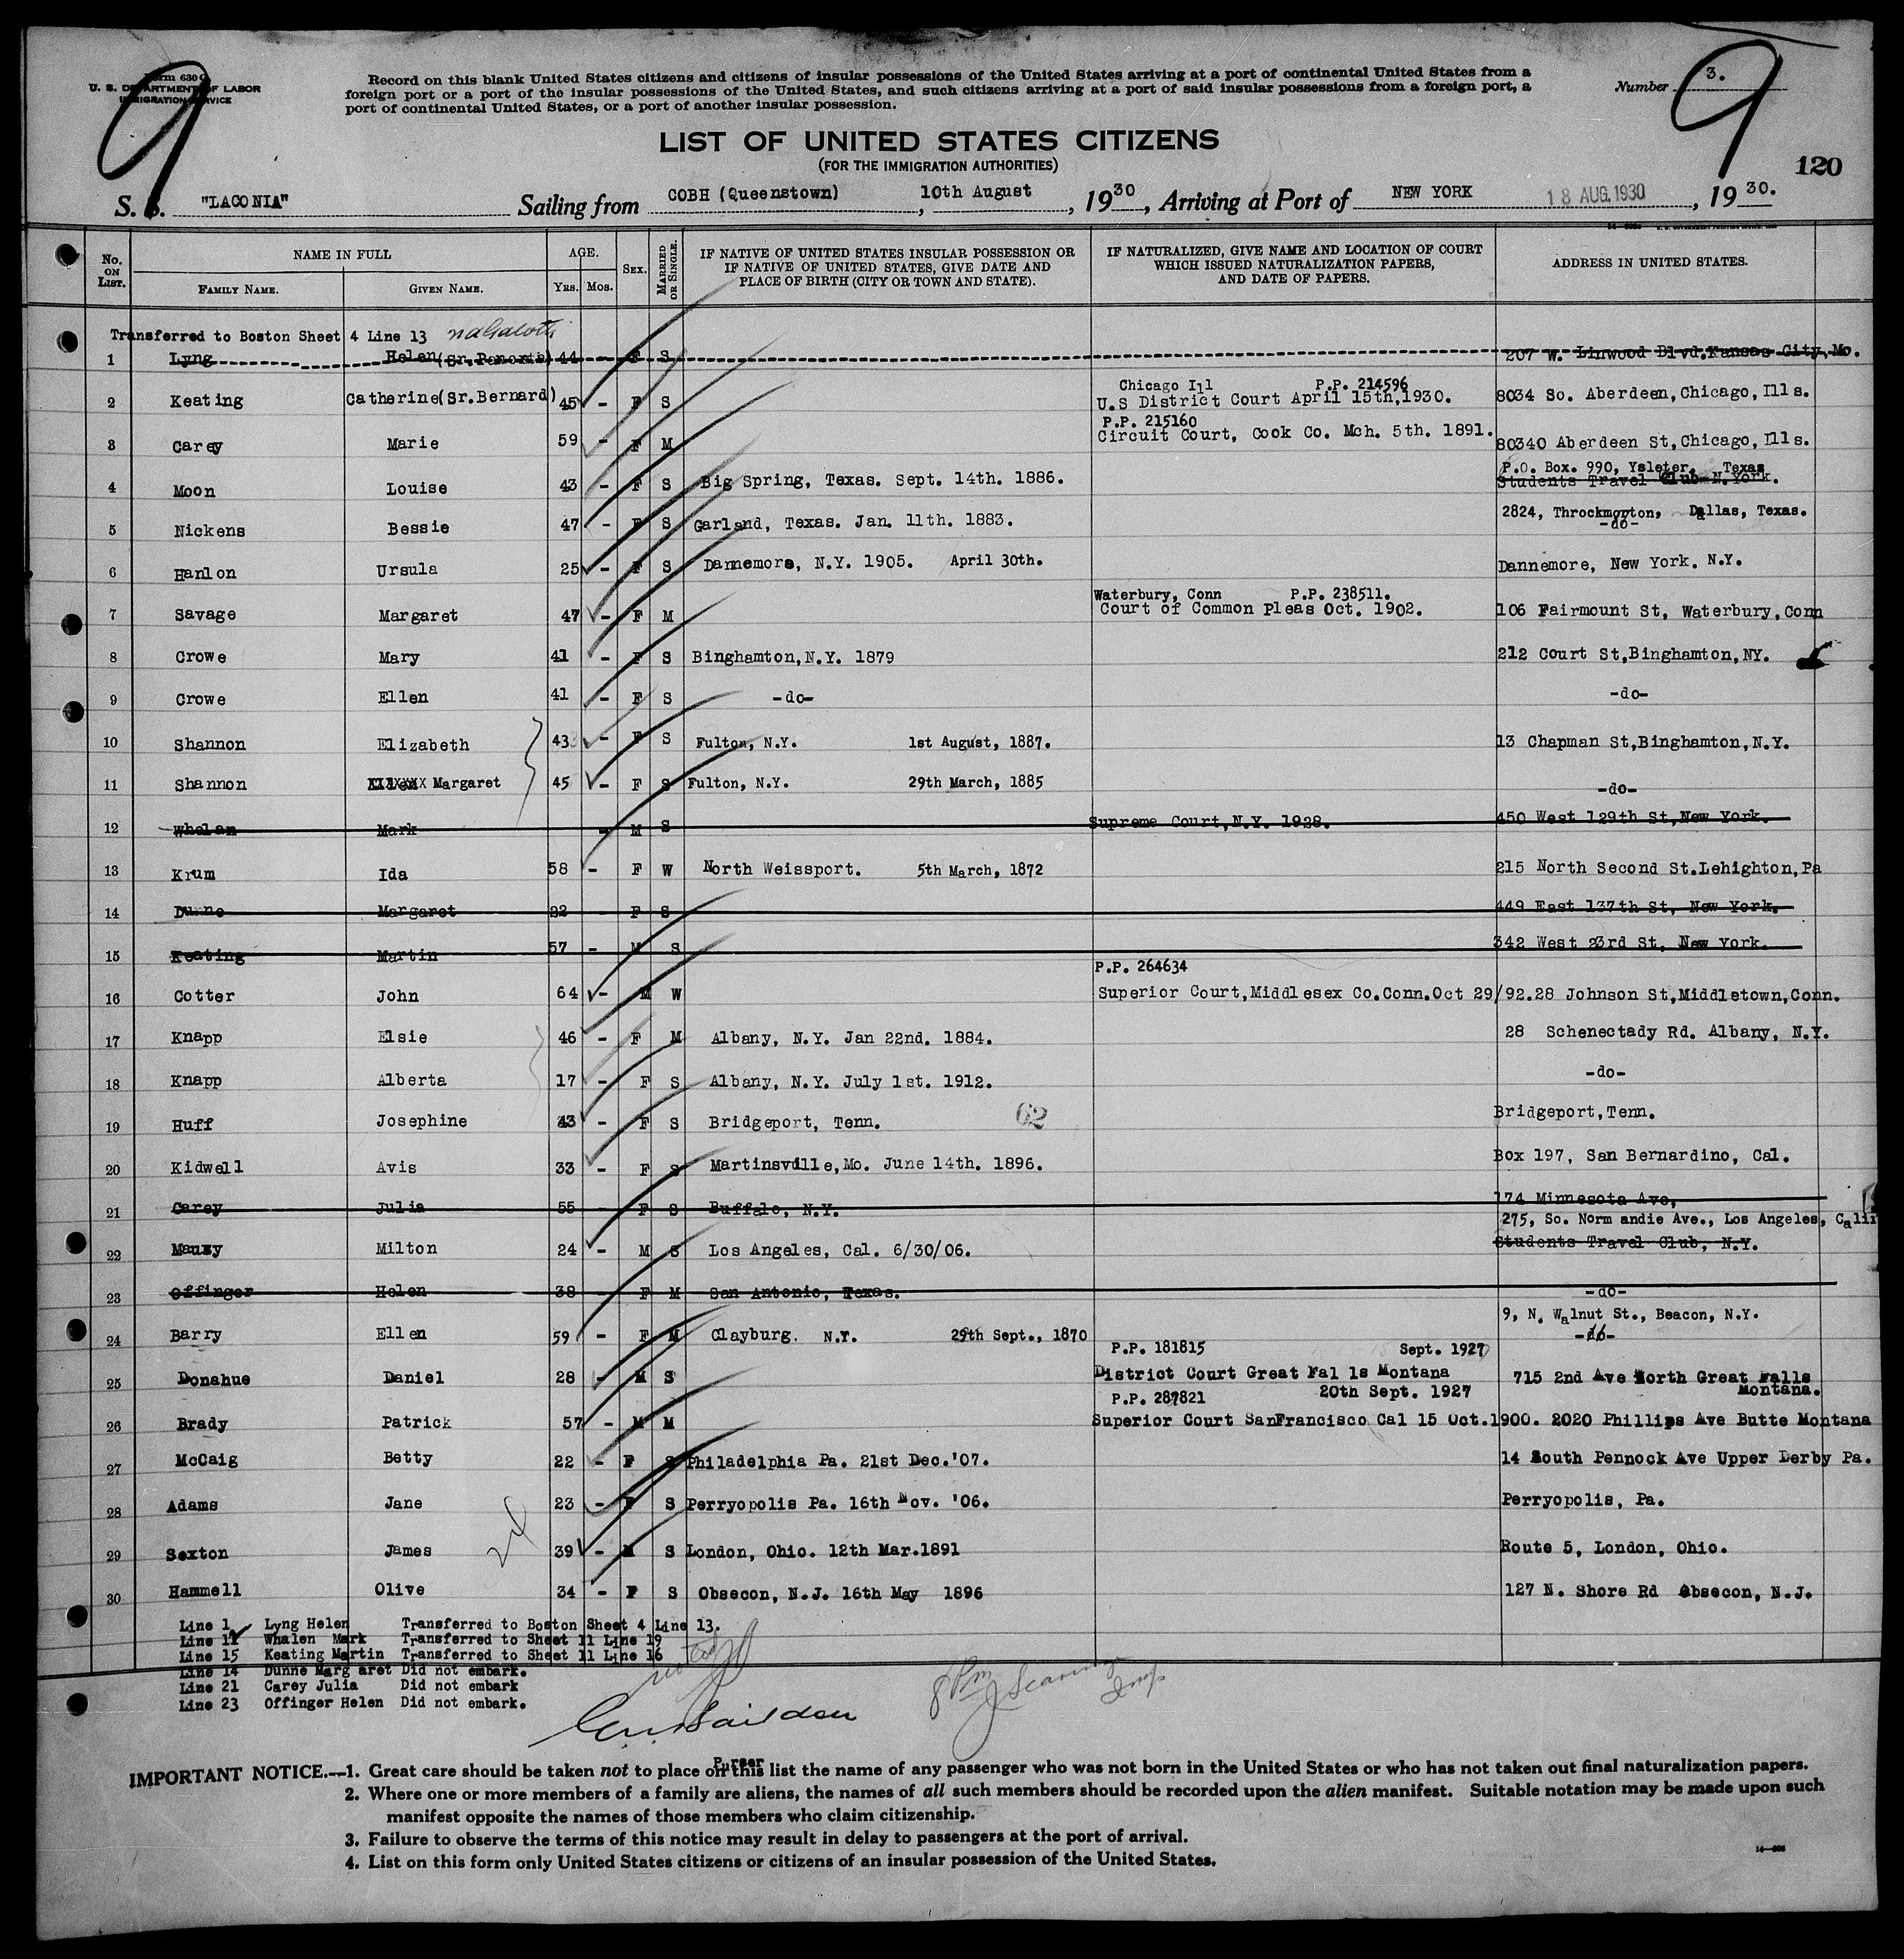 Form 630
U. S. DEPARTMENT OF LABOR
IMMIGRATION SERVICE
Record on this blank United States citizens and citizens of insular possessions of the United States arriving at a port of continental United States from a
foreign port or a port of the insular possessions of the United States, and such citizens arriving at a port of said insular possessions from a foreign port, a
port of continental United States, or a port of another insular possession.
Number 3.
9 9
LIST OF UNITED STATES CITIZENS
(FOR THE IMMIGRATION AUTHORITIES)
120
S. S. "LACONIA" Sailing from COBH (Queenstown), 10th August, 1930, Arriving at Port of NEW YORK 18 AUG. 1930, 1930.
No. ON LIST. NAME IN FULL FAMILY NAME. GIVEN NAME. AGE. YRS. MOS. SEX. MARRIED OR SINGLE. IF NATIVE OF UNITED STATES INSULAR POSSESSION OR IF NATIVE OF UNITED STATES, GIVE DATE AND PLACE OF BIRTH (CITY OR TOWN AND STATE). IF NATURALIZED, GIVE NAME AND LOCATION OF COURT WHICH ISSUED NATURALIZATION PAPERS, AND DATE OF PAPERS. ADDRESS IN UNITED STATES.
Transferred to Boston Sheet 4 Line 13
1 Lyng Helen 44 - F S 207 W. Linwood Blvd. Kansas City, Mo.
Chicago Ill P.P. 214596
2 Keating Catherine (Sr. Bernard) 45 - F S U.S District Court April 15th, 1930. 8034 So. Aberdeen, Chicago, Ills.
P.P. 215160
3 Carey Marie 59 - F M Circuit Court, Cook Co. Mch. 5th. 1891. 80340 Aberdeen St, Chicago, Ills.
P.O. Box. 990, Ysleter, Texas
4 Moon Louise 43 - F S Big Spring, Texas. Sept. 14th. 1886. Students Travel Club N.York.
2824, Throckmorton, Dallas, Texas.
5 Nickens Bessie 47 - F S Garland, Texas. Jan. 11th. 1883. -do-
6 Hanlon Ursula 25 - F S Dannemore, N.Y. 1905. April 30th. Dannemore, New York. N.Y.
Waterbury, Conn P.P. 238511.
7 Savage Margaret 47 - F M Court of Common Pleas Oct. 1902. 106 Fairmount St, Waterbury, Conn
8 Crowe Mary 41 - F S Binghamton, N.Y. 1879 212 Court St, Binghamton, NY.
9 Crowe Ellen 41 - F S -do- -do-
10 Shannon Elizabeth 43 - F S Fulton, N.Y. 1st August, 1887. 13 Chapman St, Binghamton, N.Y.
11 Shannon Margaret 45 - F S Fulton, N.Y. 29th March, 1885 -do-
12 Whelan Mark - M S Supreme Court, N.Y. 1928. 450 West 129th St, New York.
13 Krum Ida 58 - F W North Weissport. 5th March, 1872 215 North Second St. Lehighton, Pa
14 Dunne Margaret 22 - F S 449 East 137th St, New York.
15 Keating Martin 57 - M S 342 West 23rd St, New York.
P.P. 264634
16 Cotter John 64 - M W Superior Court, Middlesex Co. Conn. Oct 29/92. 28 Johnson St, Middletown, Conn.
17 Knapp Elsie 46 - F M Albany, N.Y. Jan 22nd. 1884. 28 Schenectady Rd. Albany, N.Y.
18 Knapp Alberta 17 - F S Albany, N.Y. July 1st. 1912. -do-
19 Huff Josephine 43 - F S Bridgeport, Tenn. 62 Bridgeport, Tenn.
20 Kidwell Avis 33 - F S Martinsville, Mo. June 14th. 1896. Box 197, San Bernardino, Cal.
21 Carey Julia 55 - F S Buffalo, N.Y. 174 Minnesota Ave,
275, So. Normandie Ave., Los Angeles, Calif
22 Mauzy Milton 24 - M S Los Angeles, Cal. 6/30/06. Students Travel Club, N.Y.
23 Offinger Helen 38 - F M San Antonio, Texas. -do-
9, N. Walnut St., Beacon, N.Y.
24 Barry Ellen 59 - F M Clayburg, N.Y. 29th Sept., 1870 -do-
P.P. 181815 Sept. 1927
25 Donahue Daniel 28 - M S District Court Great Falls Montana 715 2nd Ave North Great Falls Montana.
P.P. 287821 20th Sept. 1927
26 Brady Patrick 57 - M M Superior Court SanFrancisco Cal 15 Oct. 1900. 2020 Phillips Ave Butte Montana
27 McCaig Betty 22 - F S Philadelphia Pa. 21st Dec. '07. 14 South Pennock Ave Upper Derby Pa.
28 Adams Jane 23 - F S Perryopolis Pa. 16th Nov. '06. Perryopolis, Pa.
29 Sexton James 39 - M S London, Ohio. 12th Mar. 1891 Route 5, London, Ohio.
30 Hammell Olive 34 - F S Obsecon, N.J. 16th May 1896 127 N. Shore Rd Absecon, N.J.
Line 1 Lyng Helen Transferred to Boston Sheet 4 Line 13.
Line 12 Whalen Mark Transferred to Sheet 11 Line 19
Line 15 Keating Martin Transferred to Sheet 11 Line 16
Line 14 Dunne Margaret Did not embark.
Line 21 Carey Julia Did not embark
Line 23 Offinger Helen Did not embark.
Purser
IMPORTANT NOTICE.—1. Great care should be taken not to place on this list the name of any passenger who was not born in the United States or who has not taken out final naturalization papers.
2. Where one or more members of a family are aliens, the names of all such members should be recorded upon the alien manifest. Suitable notation may be made upon such
manifest opposite the names of those members who claim citizenship.
3. Failure to observe the terms of this notice may result in delay to passengers at the port of arrival.
4. List on this form only United States citizens or citizens of an insular possession of the United States.